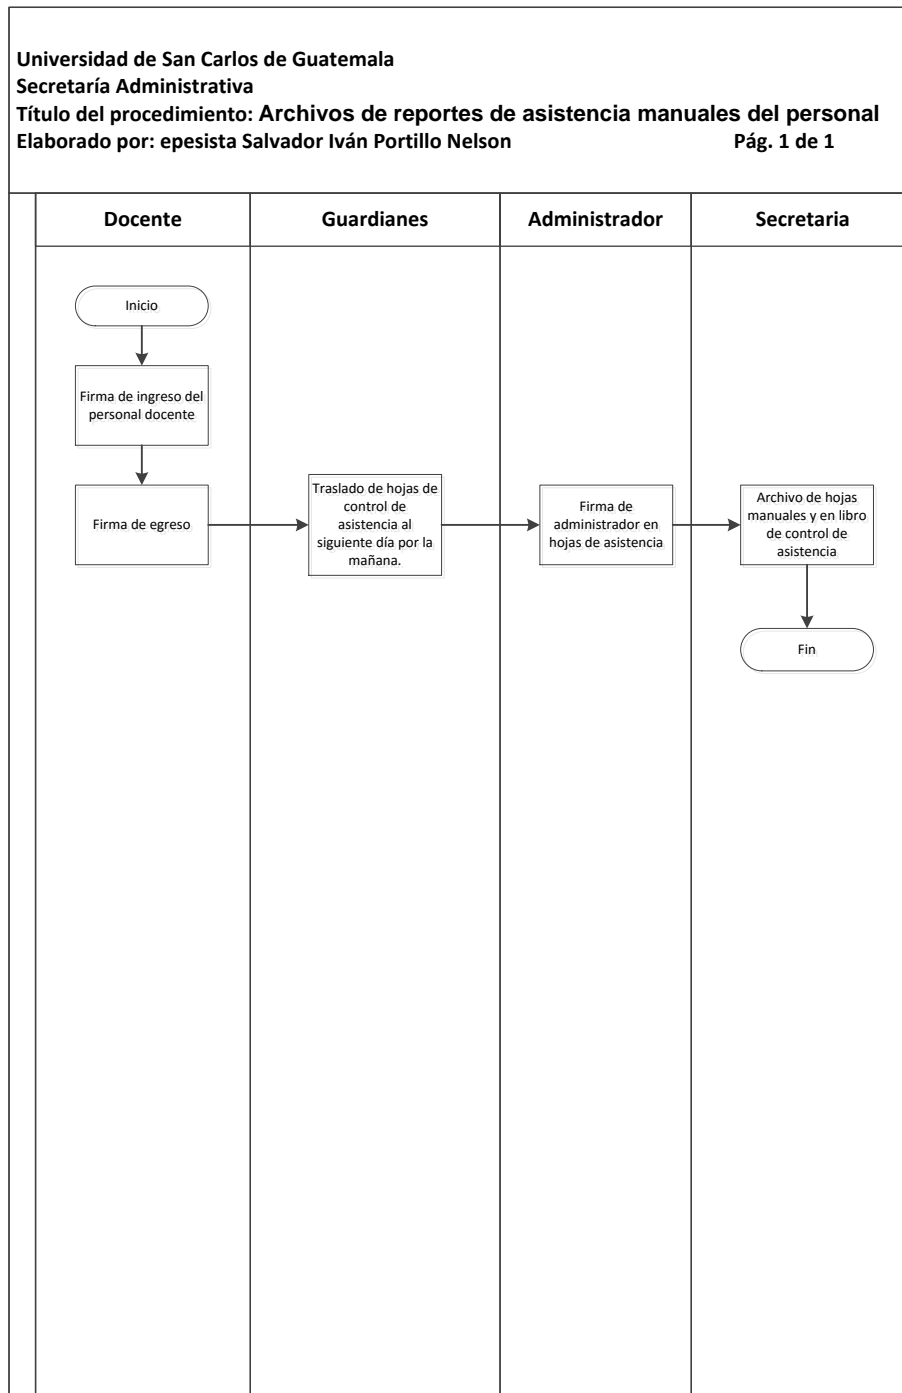 Universidad de San Carlos de Guatemala
Secretaría Administrativa
Título del procedimiento: Archivos de reportes de asistencia manuales del personal
Elaborado por: epesista Salvador Iván Portillo Nelson Pág. 1 de 1
Docente Guardianes Administrador Secretaria
Inicio
Firma de ingreso del
personal docente
Firma de egreso
Traslado de hojas de
control de
asistencia al
siguiente día por la
mañana.
Firma de
administrador en
hojas de asistencia
Archivo de hojas
manuales y en libro
de control de
asistencia
Fin